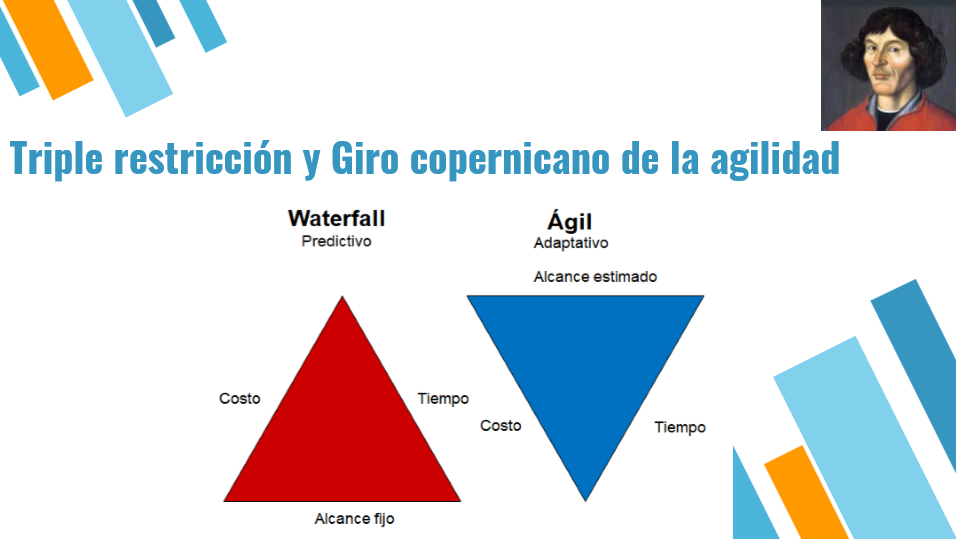 Triple restricción y Giro copernicano de la agilidad
Waterfall
Predictivo
Costo
Tiempo
Alcance fijo
Ágil
Adaptativo
Alcance estimado
Costo
Tiempo